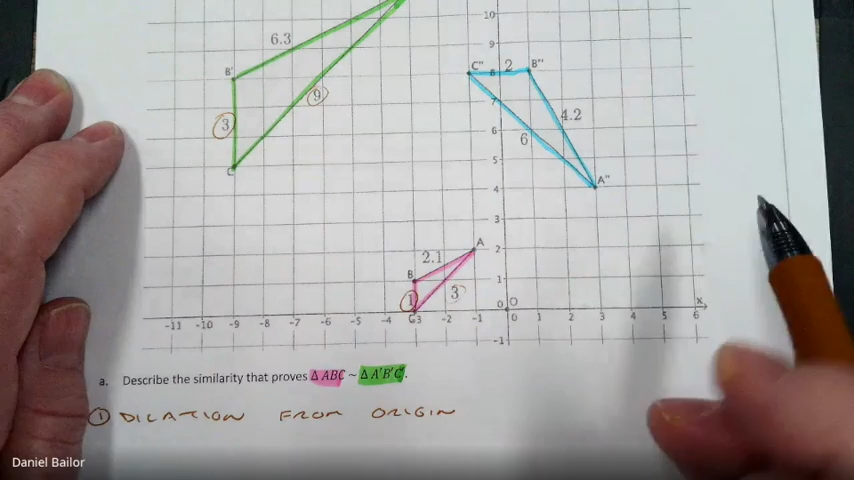 10
6.3
9
C"
2
B"
B'
8
9
7
4.2
3
6
6
5
C'
A"
4
3
A
2
2.1
B
1
1
3
0
O
x
C
-11 -10 -9 -8 -7 -6 -5 -4 -3 -2 -1 0 1 2 3 4 5 6
-1
a. Describe the similarity that proves Δ ABC ~ Δ A'B'C'.
① DILATION FROM ORIGIN
Daniel Bailor